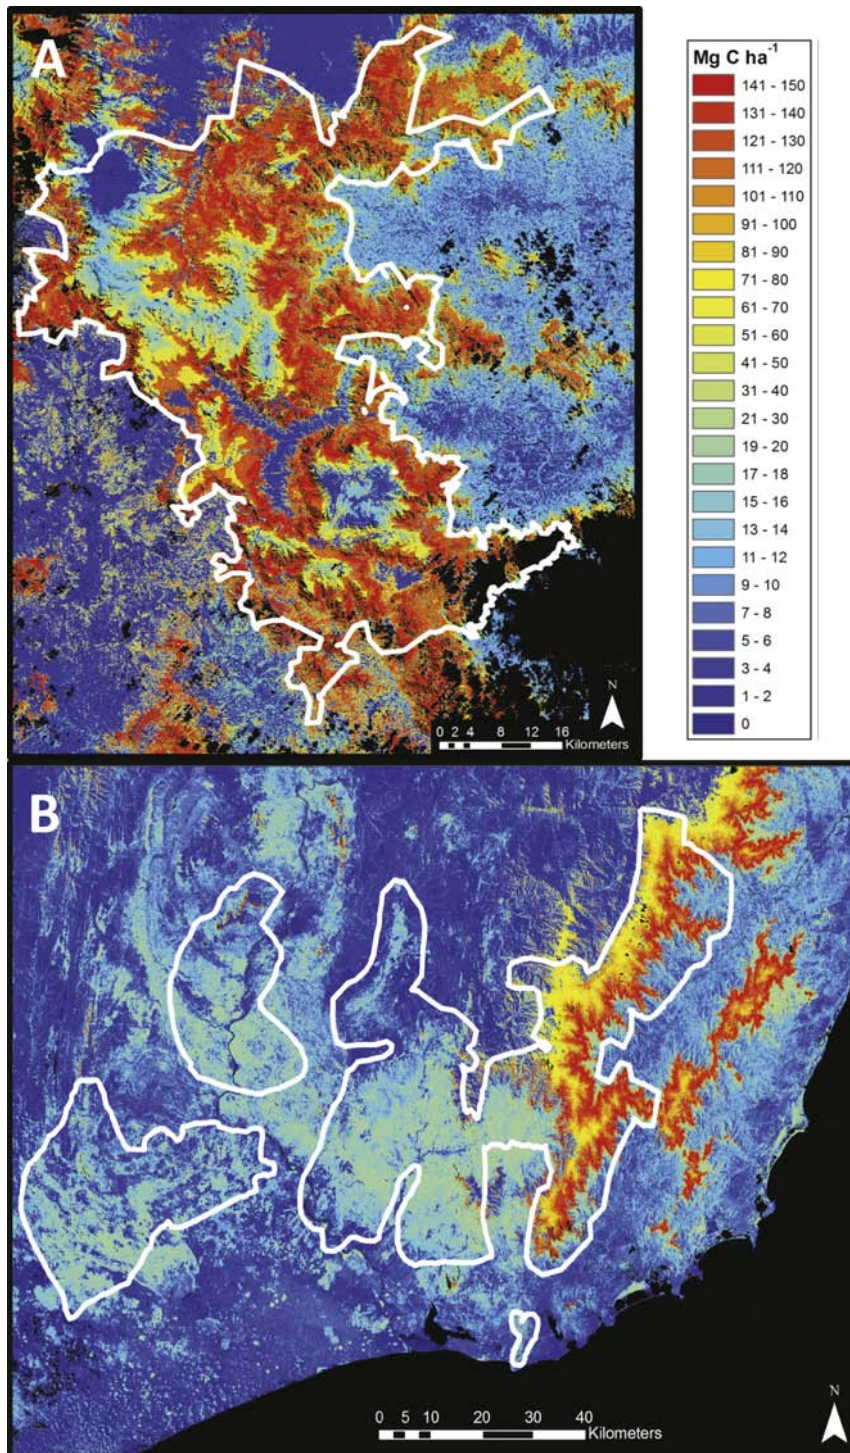 A
Mg C ha-1
141 - 150
131 - 140
121 - 130
111 - 120
101 - 110
91 - 100
81 - 90
71 - 80
61 - 70
51 - 60
41 - 50
31 - 40
21 - 30
19 - 20
17 - 18
15 - 16
13 - 14
11 - 12
9 - 10
7 - 8
5 - 6
3 - 4
1 - 2
0
N
0 2 4 8 12 16
Kilometers
B
N
0 5 10 20 30 40
Kilometers